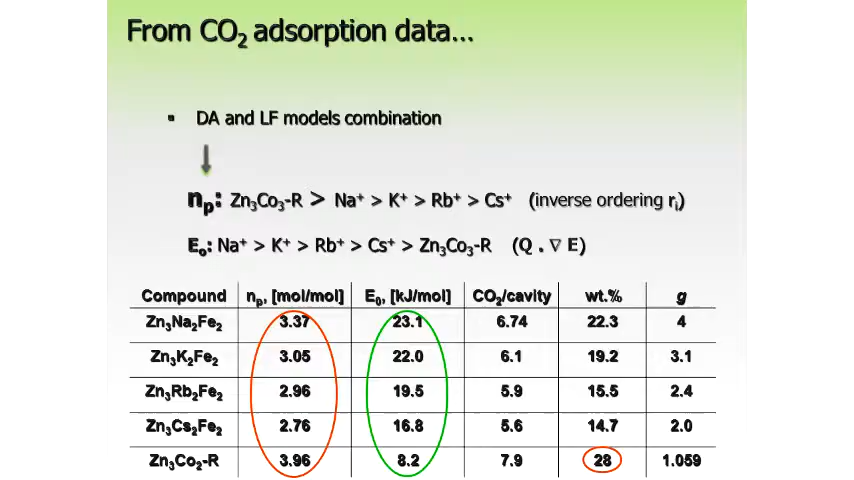 From CO₂ adsorption data...
▪ DA and LF models combination
nₚ: Zn₃Co₃-R > Na⁺ > K⁺ > Rb⁺ > Cs⁺ (inverse ordering rᵢ)
E₀: Na⁺ > K⁺ > Rb⁺ > Cs⁺ > Zn₃Co₃-R (Q . ∇ E)
Compound nₚ, [mol/mol] E₀, [kJ/mol] CO₂/cavity wt.% g
Zn₃Na₂Fe₂ 3.37 23.1 6.74 22.3 4
Zn₃K₂Fe₂ 3.05 22.0 6.1 19.2 3.1
Zn₃Rb₂Fe₂ 2.96 19.5 5.9 15.5 2.4
Zn₃Cs₂Fe₂ 2.76 16.8 5.6 14.7 2.0
Zn₃Co₂-R 3.96 8.2 7.9 28 1.059